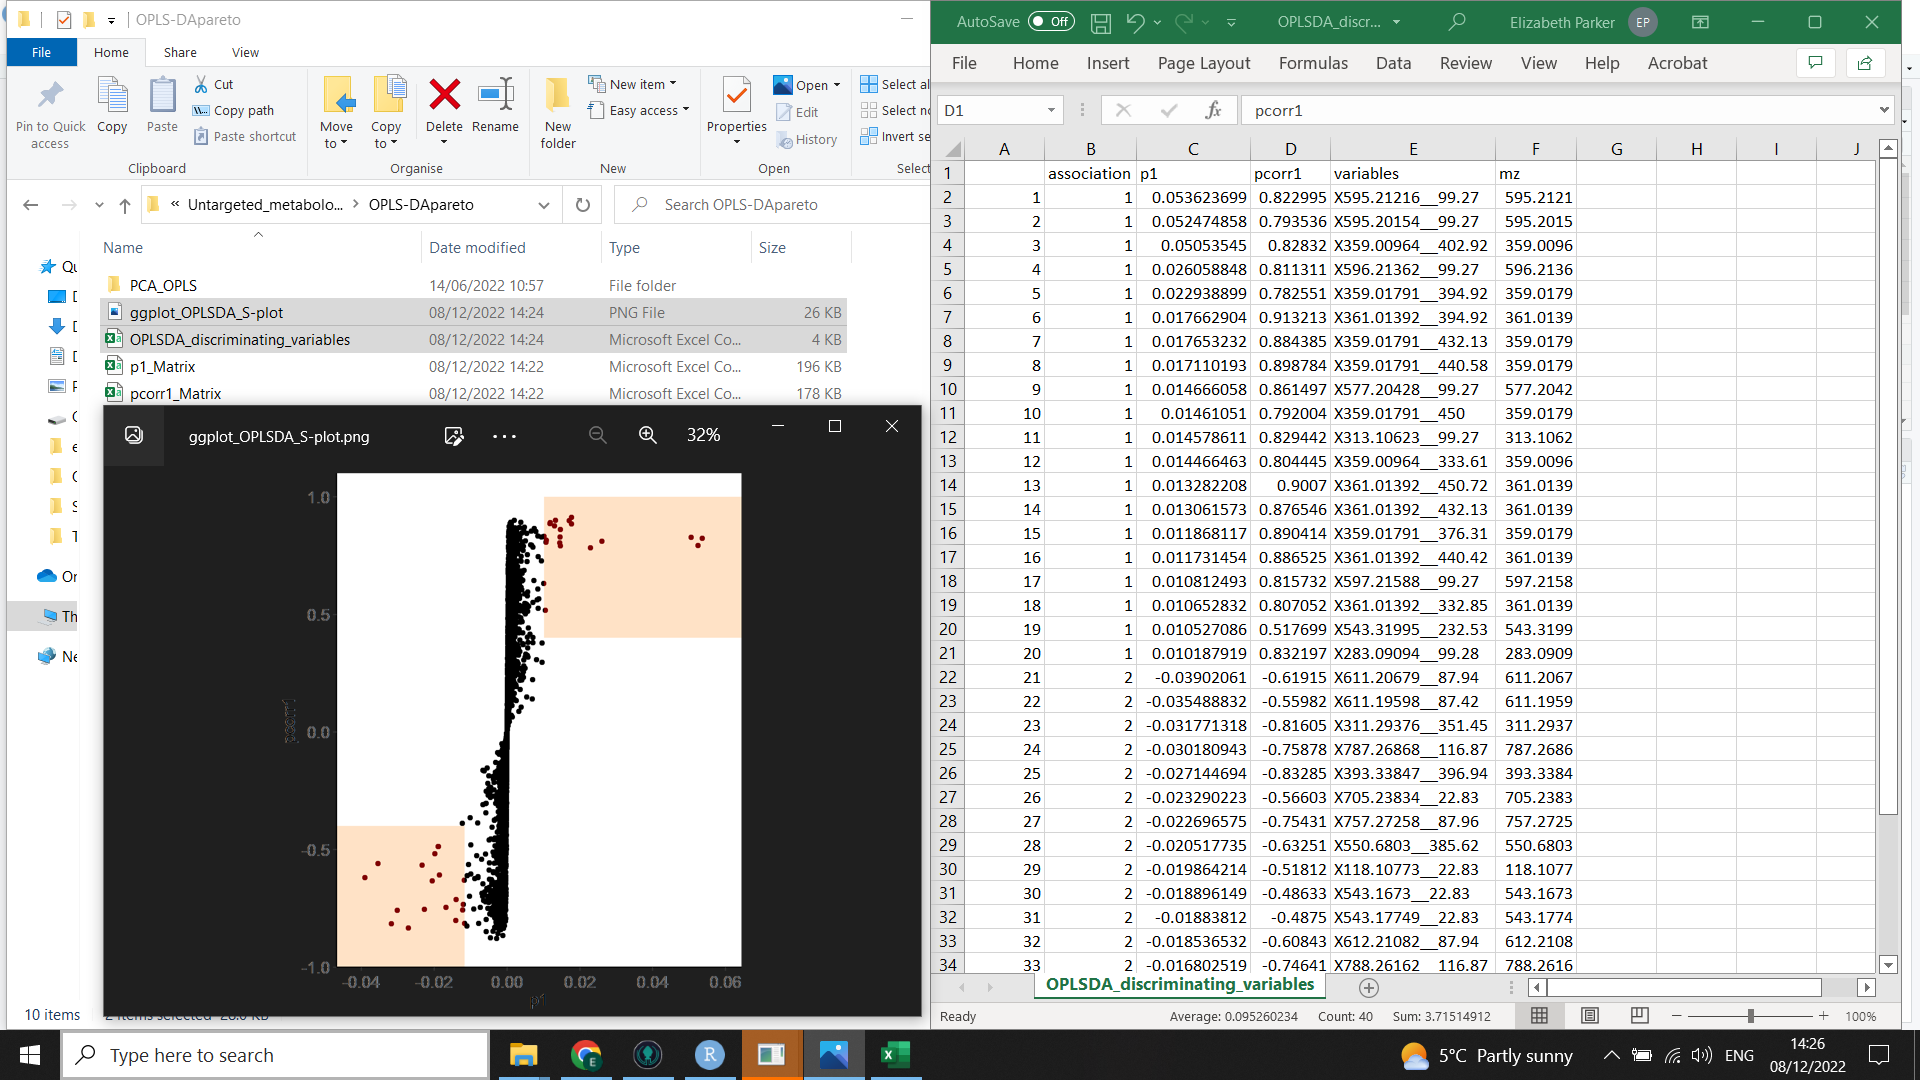 OPLS-DApareto
File Home Share View
Pin to Quick access
Copy
Paste
Cut
Copy path
Paste shortcut
Clipboard
Move to
Copy to
Delete
Rename
Organise
New folder
New item
Easy access
New
Properties
Open
Edit
History
Open
Select al
Select no
Invert se
Select
« Untargeted_metabolo... > OPLS-DApareto
Search OPLS-DApareto
Name Date modified Type Size
PCA_OPLS 14/06/2022 10:57 File folder
ggplot_OPLSDA_S-plot 08/12/2022 14:24 PNG File 26 KB
OPLSDA_discriminating_variables 08/12/2022 14:24 Microsoft Excel Co... 4 KB
p1_Matrix 08/12/2022 14:22 Microsoft Excel Co... 196 KB
pcorr1_Matrix 08/12/2022 14:22 Microsoft Excel Co... 178 KB
Qu
Or
Th
Ne
10 items
ggplot_OPLSDA_S-plot.png
32%
1.0
0.5
0.0
-0.5
-1.0
pcorr1
-0.04 -0.02 0.00 0.02 0.04 0.06
p1
AutoSave Off OPLSDA_discr... Elizabeth Parker EP
File Home Insert Page Layout Formulas Data Review View Help Acrobat
D1 fx pcorr1
A B C D E F G H I J
1 association p1 pcorr1 variables mz
2 1 1 0.053623699 0.822995 X595.21216__99.27 595.2121
3 2 1 0.052474858 0.793536 X595.20154__99.27 595.2015
4 3 1 0.05053545 0.82832 X359.00964__402.92 359.0096
5 4 1 0.026058848 0.811311 X596.21362__99.27 596.2136
6 5 1 0.022938899 0.782551 X359.01791__394.92 359.0179
7 6 1 0.017662904 0.913213 X361.01392__394.92 361.0139
8 7 1 0.017653232 0.884385 X359.01791__432.13 359.0179
9 8 1 0.017110193 0.898784 X359.01791__440.58 359.0179
10 9 1 0.014666058 0.861497 X577.20428__99.27 577.2042
11 10 1 0.01461051 0.792004 X359.01791__450 359.0179
12 11 1 0.014578611 0.829442 X313.10623__99.27 313.1062
13 12 1 0.014466463 0.804445 X359.00964__333.61 359.0096
14 13 1 0.013282208 0.9007 X361.01392__450.72 361.0139
15 14 1 0.013061573 0.876546 X361.01392__432.13 361.0139
16 15 1 0.011868117 0.890414 X359.01791__376.31 359.0179
17 16 1 0.011731454 0.886525 X361.01392__440.42 361.0139
18 17 1 0.010812493 0.815732 X597.21588__99.27 597.2158
19 18 1 0.010652832 0.807052 X361.01392__332.85 361.0139
20 19 1 0.010527086 0.517699 X543.31995__232.53 543.3199
21 20 1 0.010187919 0.832197 X283.09094__99.28 283.0909
22 21 2 -0.03902061 -0.61915 X611.20679__87.94 611.2067
23 22 2 -0.035488832 -0.55982 X611.19598__87.42 611.1959
24 23 2 -0.031771318 -0.81605 X311.29376__351.45 311.2937
25 24 2 -0.030180943 -0.75878 X787.26868__116.87 787.2686
26 25 2 -0.027144694 -0.83285 X393.33847__396.94 393.3384
27 26 2 -0.023290223 -0.56603 X705.23834__22.83 705.2383
28 27 2 -0.022696575 -0.75431 X757.27258__87.96 757.2725
29 28 2 -0.020517735 -0.63251 X550.6803__385.62 550.6803
30 29 2 -0.019864214 -0.51812 X118.10773__22.83 118.1077
31 30 2 -0.018896149 -0.48633 X543.1673__22.83 543.1673
32 31 2 -0.01883812 -0.4875 X543.17749__22.83 543.1774
33 32 2 -0.018536532 -0.60843 X612.21082__87.94 612.2108
34 33 2 -0.016802519 -0.74641 X788.26162__116.87 788.2616
OPLSDA_discriminating_variables
Ready Average: 0.095260234 Count: 40 Sum: 3.71514912 100%
Type here to search
5°C Partly sunny
ENG
14:26
08/12/2022